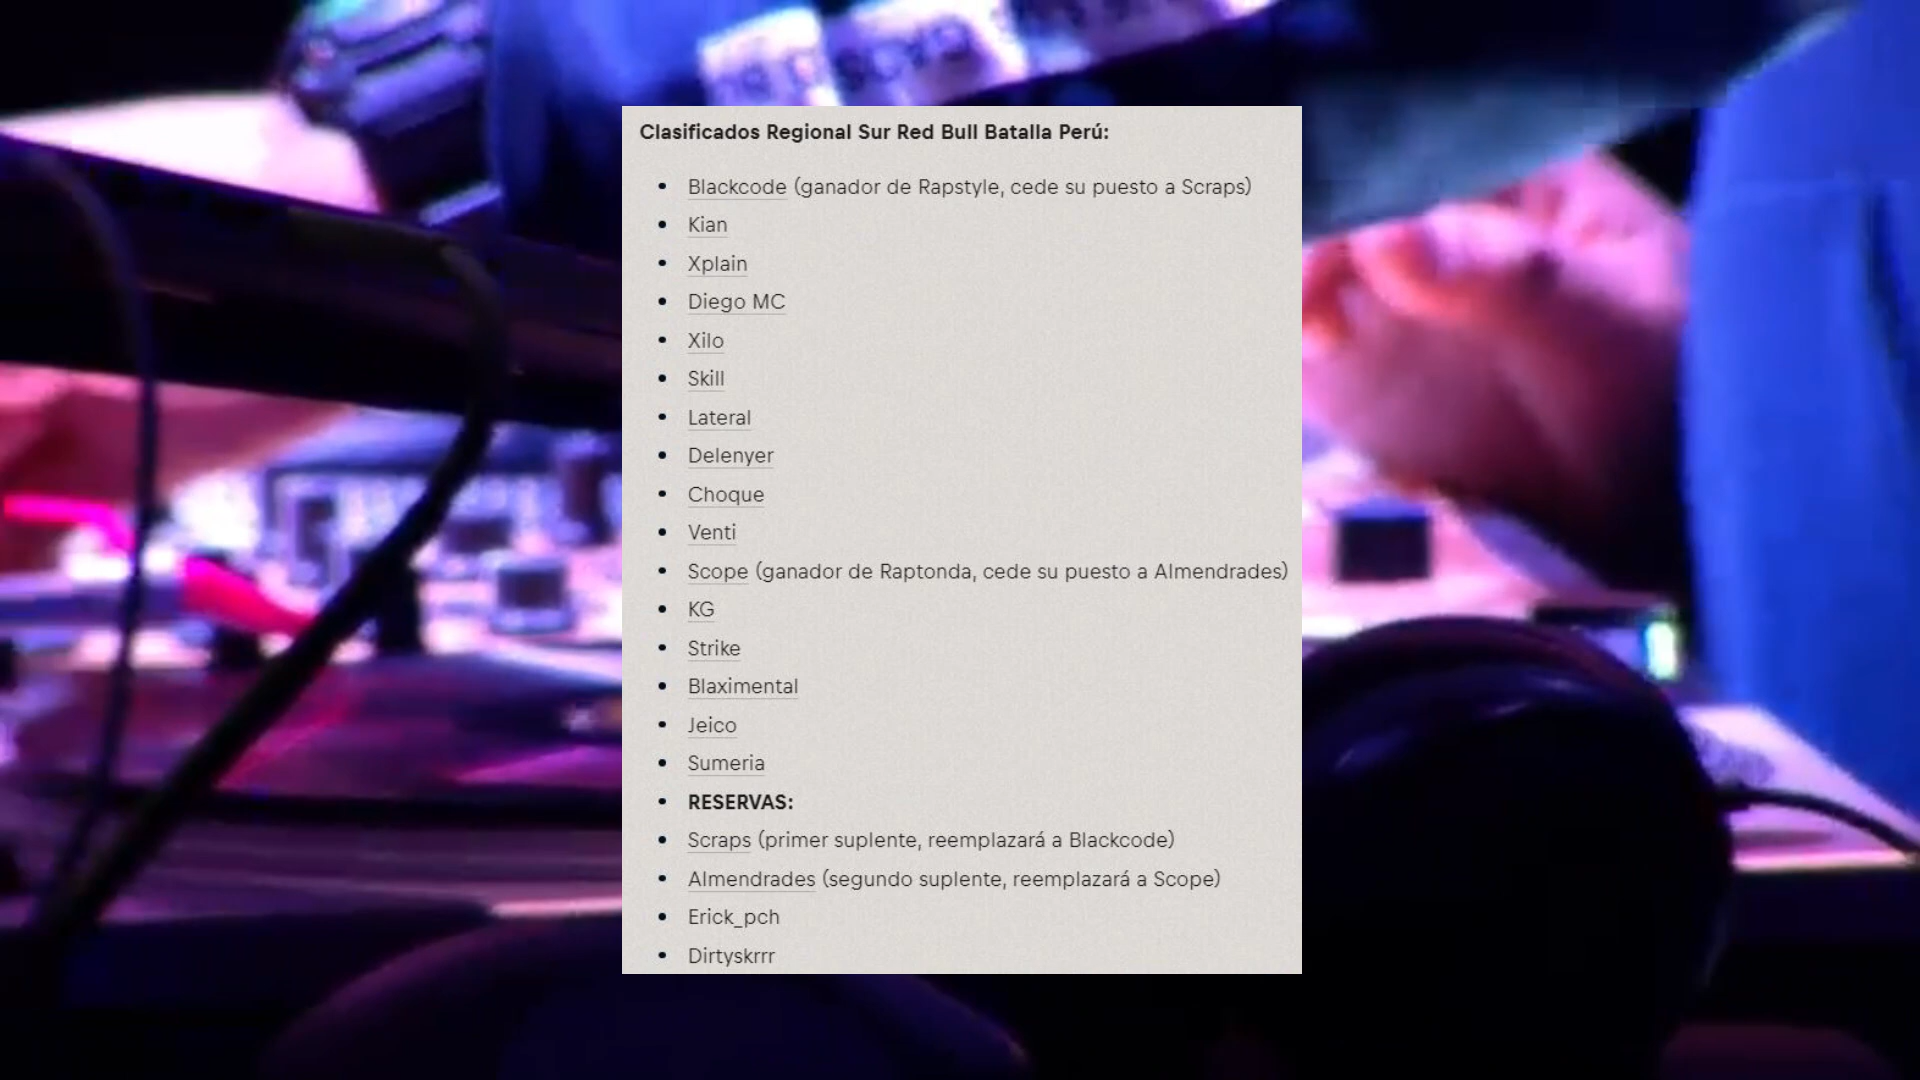 Clasificados Regional Sur Red Bull Batalla Perú:
Blackcode (ganador de Rapstyle, cede su puesto a Scraps)
Kian
Xplain
Diego MC
Xilo
Skill
Lateral
Delenyer
Choque
Venti
Scope (ganador de Raptonda, cede su puesto a Almendrades)
KG
Strike
Blaximental
Jeico
Sumeria
RESERVAS:
Scraps (primer suplente, reemplazará a Blackcode)
Almendrades (segundo suplente, reemplazará a Scope)
Erick_pch
Dirtyskrrr